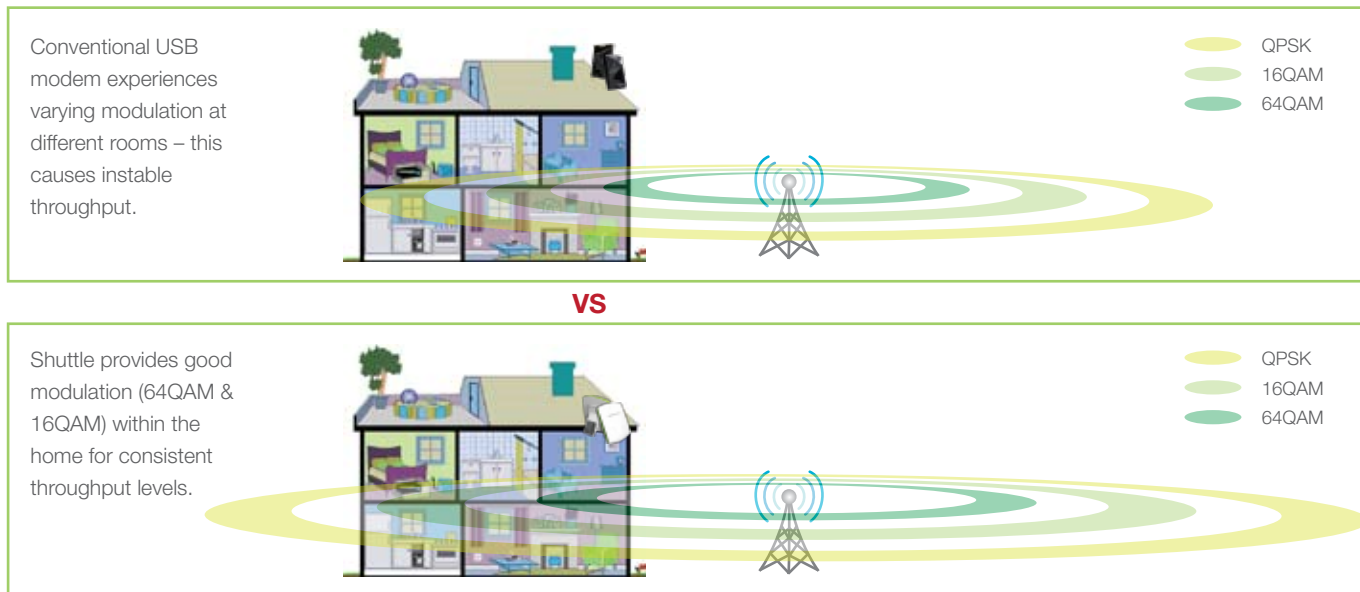 Conventional USB
modem experiences
varying modulation at
different rooms – this
causes instable
throughput.
QPSK
16QAM
64QAM
VS
Shuttle provides good
modulation (64QAM &
16QAM) within the
home for consistent
throughput levels.
QPSK
16QAM
64QAM